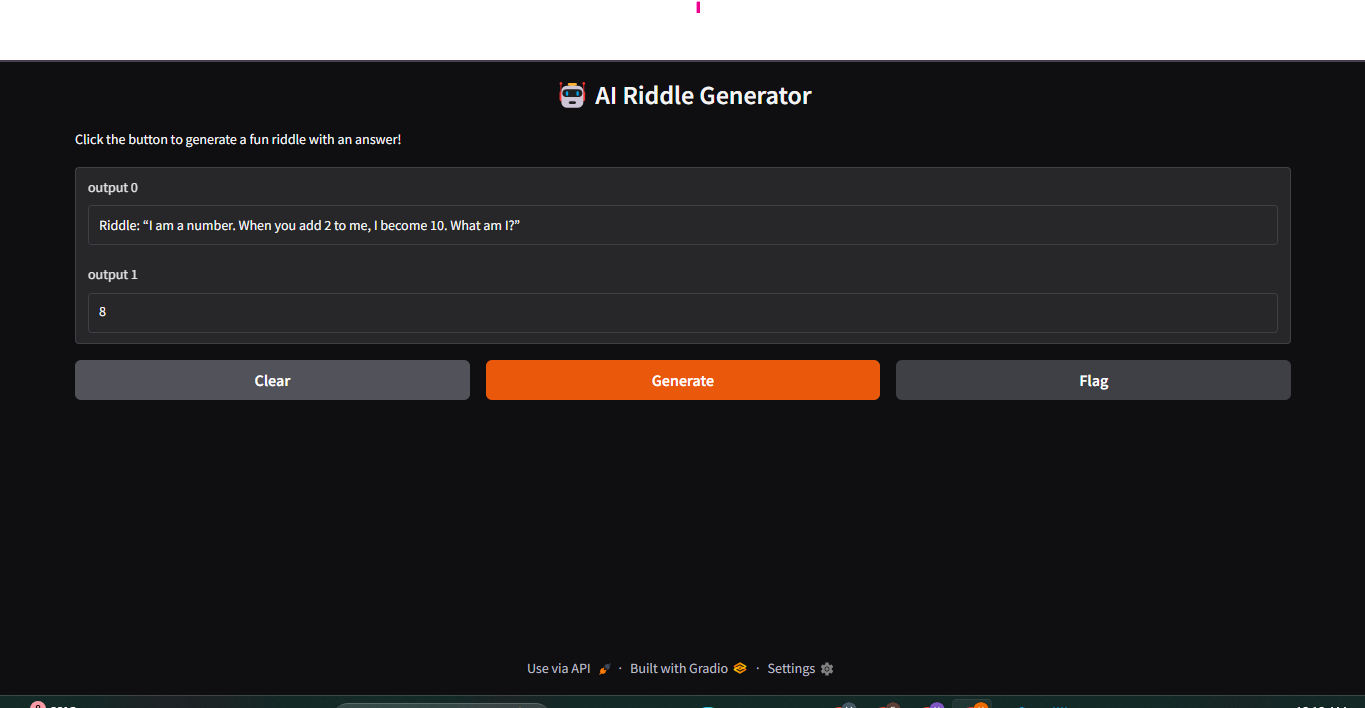 AI Riddle Generator
Click the button to generate a fun riddle with an answer!
output 0
Riddle: “I am a number. When you add 2 to me, I become 10. What am I?”
output 1
8
Clear
Generate
Flag
Use via API · Built with Gradio · Settings